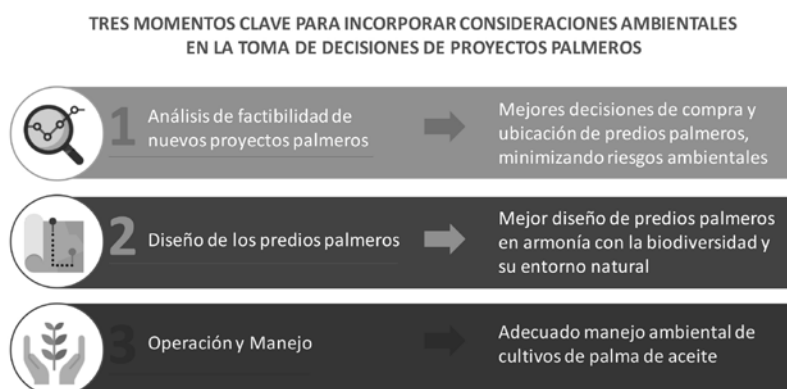 TRES MOMENTOS CLAVE PARA INCORPORAR CONSIDERACIONES AMBIENTALES
EN LA TOMA DE DECISIONES DE PROYECTOS PALMEROS
1
Análisis de factibilidad de
nuevos proyectos palmeros
Mejores decisiones de compra y
ubicación de predios palmeros,
minimizando riesgos ambientales
2
Diseño de los predios palmeros
Mejor diseño de predios palmeros
en armonía con la biodiversidad y
su entorno natural
3
Operación y Manejo
Adecuado manejo ambiental de
cultivos de palma de aceite